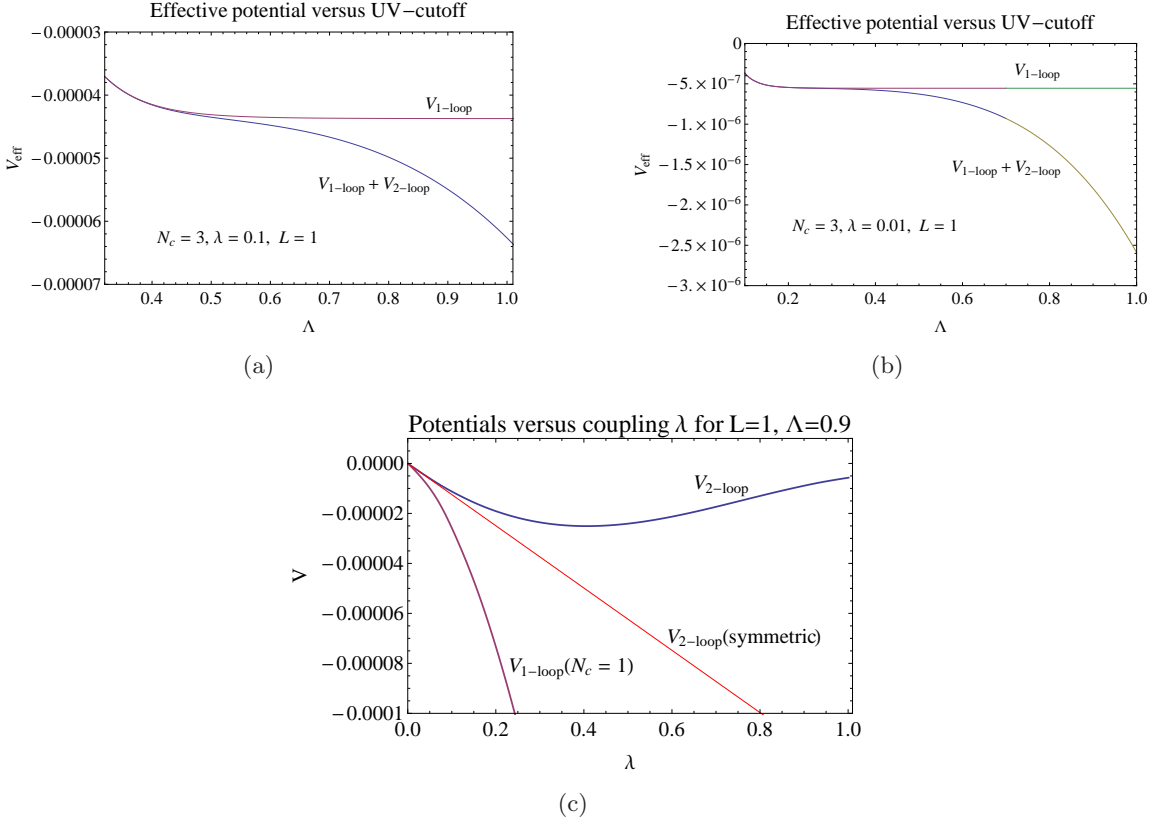 Effective potential versus UV−cutoff
−0.00003
−0.00004
−0.00005
−0.00006
−0.00007
V_eff
V_1−loop
V_1−loop + V_2−loop
N_c = 3, λ = 0.1, L = 1
0.4 0.5 0.6 0.7 0.8 0.9 1.0
Λ
(a)
Effective potential versus UV−cutoff
0
−5. × 10^−7
−1. × 10^−6
−1.5 × 10^−6
−2. × 10^−6
−2.5 × 10^−6
−3. × 10^−6
V_eff
V_1−loop
V_1−loop + V_2−loop
N_c = 3, λ = 0.01, L = 1
0.2 0.4 0.6 0.8 1.0
Λ
(b)
Potentials versus coupling λ for L=1, Λ=0.9
0.0000
−0.00002
−0.00004
−0.00006
−0.00008
−0.0001
V
V_2−loop
V_2−loop(symmetric)
V_1−loop(N_c = 1)
0.0 0.2 0.4 0.6 0.8 1.0
λ
(c)